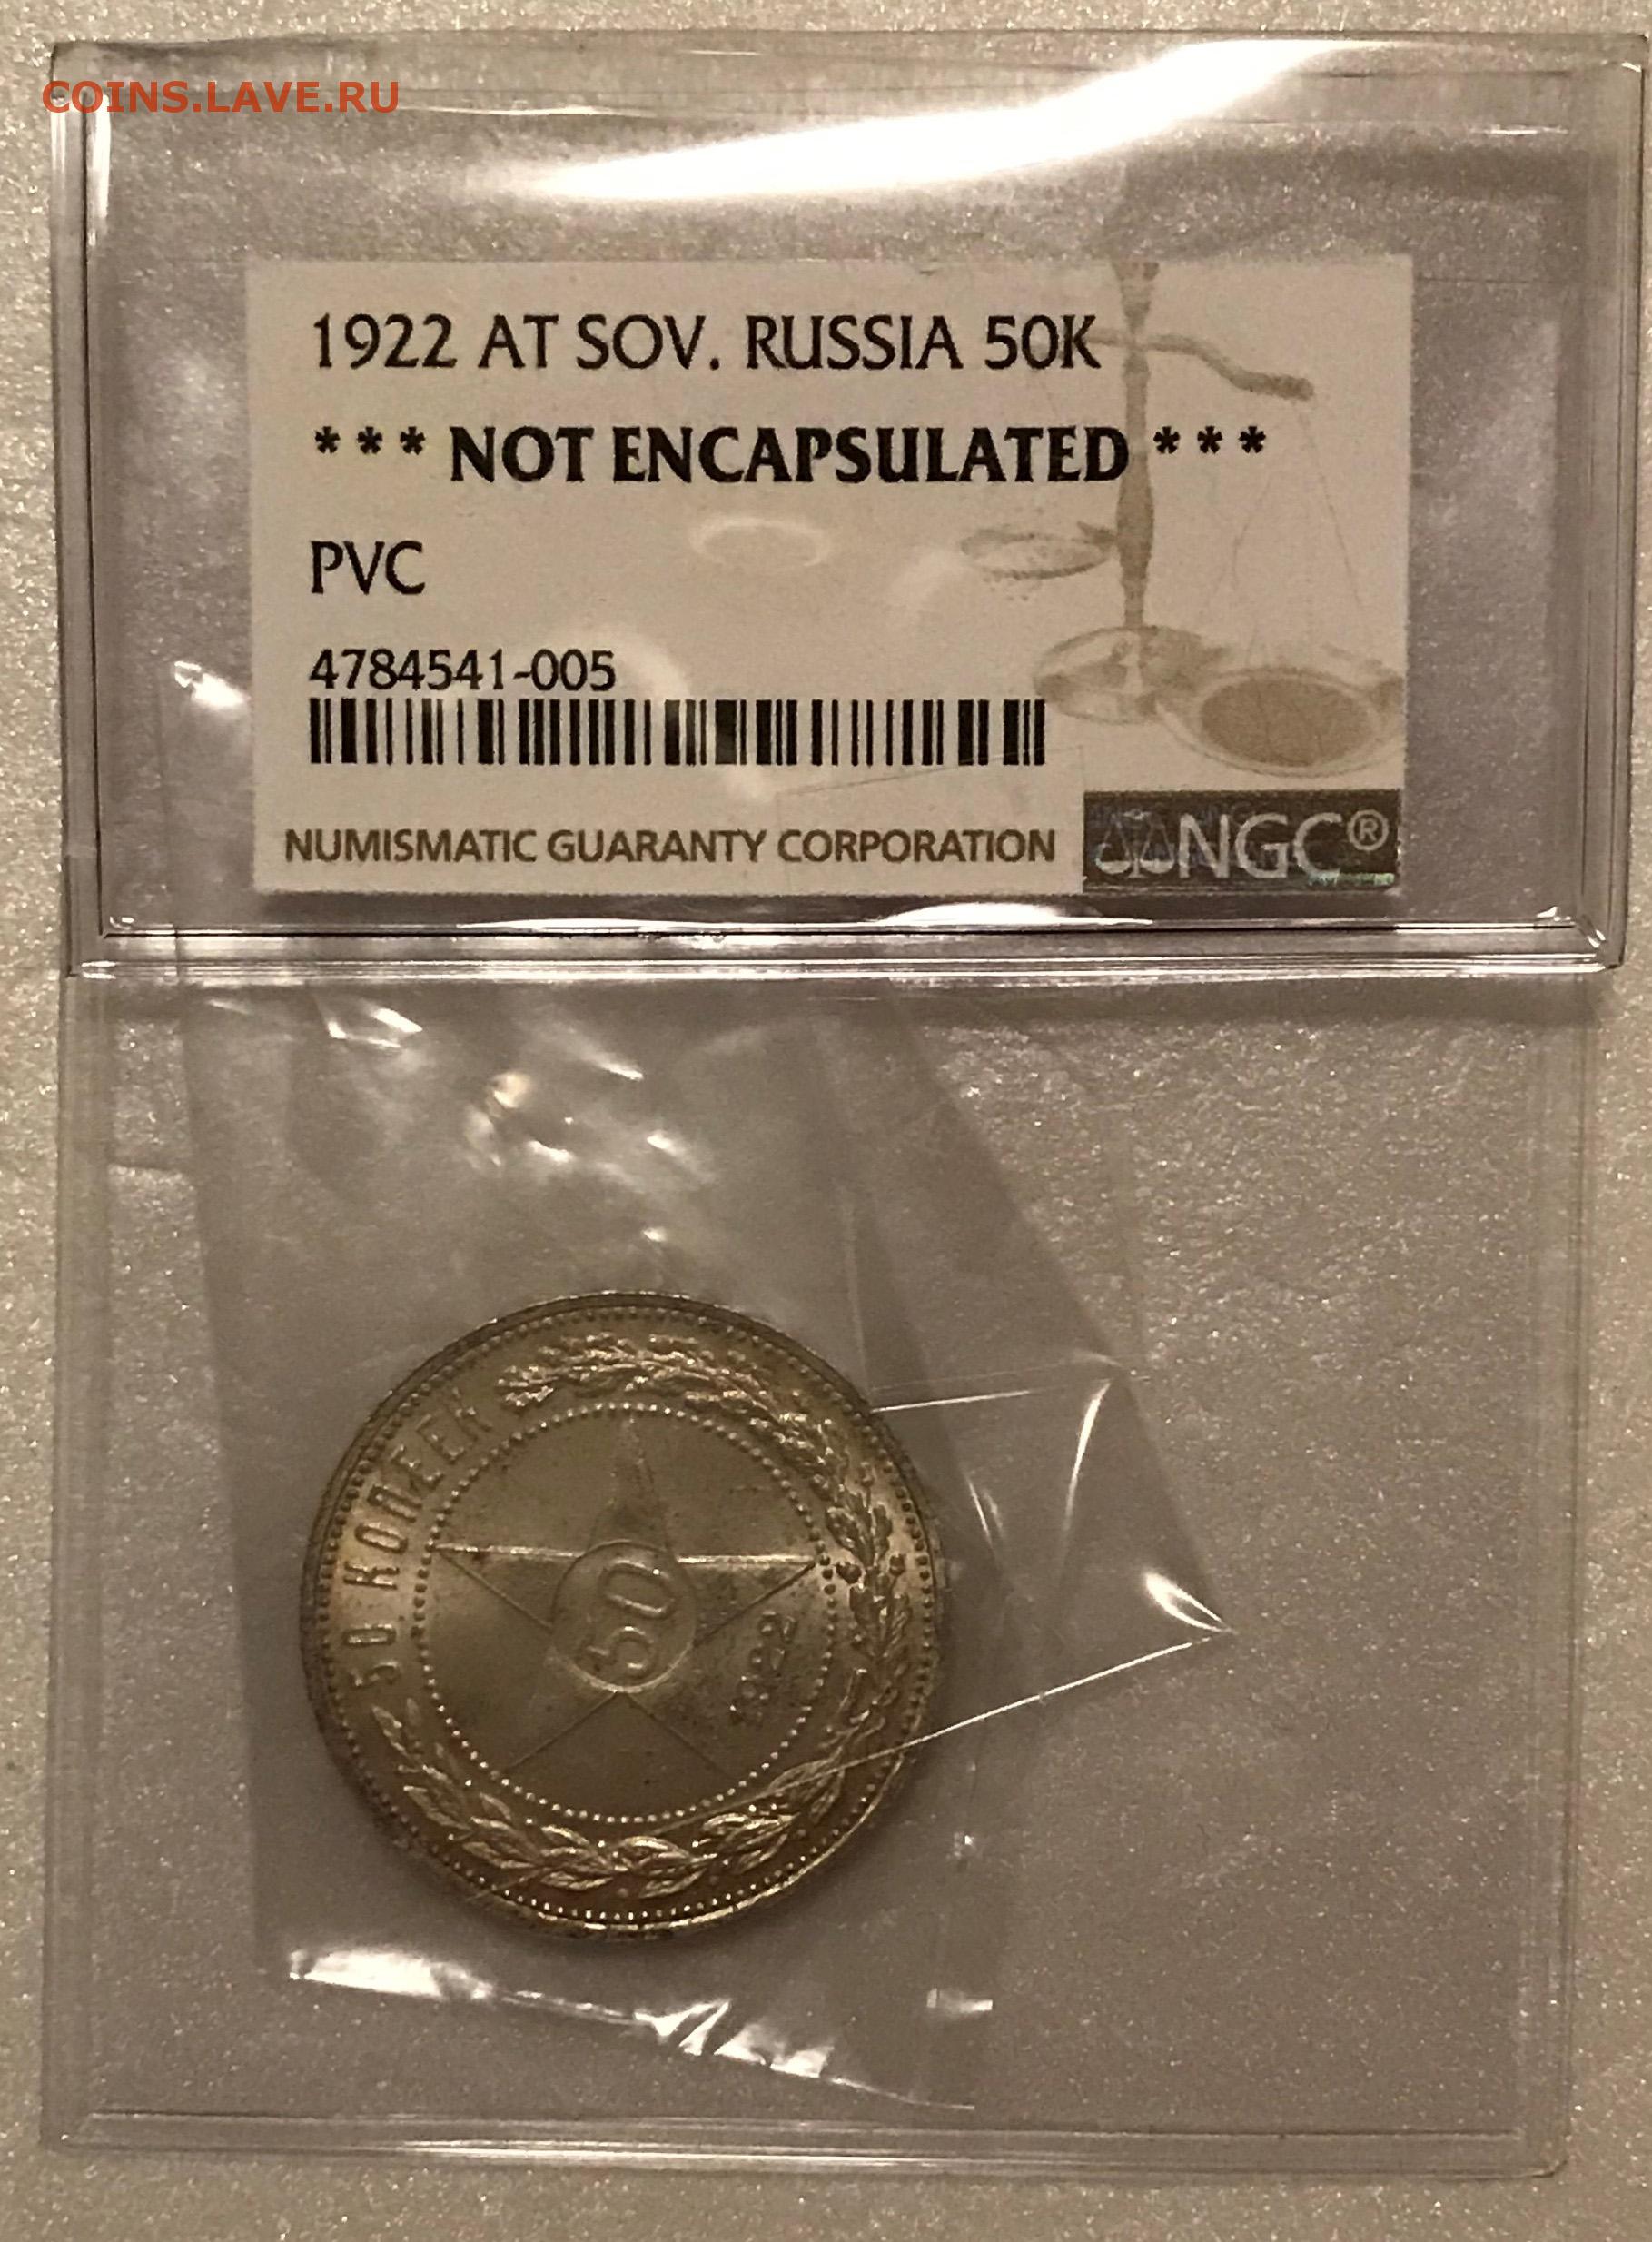 COINS.LAVE.RU
1922 AT SOV. RUSSIA 50K
* * * NOT ENCAPSULATED * * *
PVC
4784541-005
NUMISMATIC GUARANTY CORPORATION
NGC®
50 КОПЕЕК
50
1922